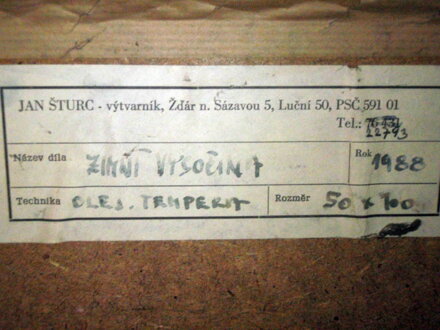 JAN ŠTURC - výtvarník, Žďár n. Sázavou 5, Luční 50, PSČ 591 01
Tel.:
22793
Název díla ZIMNÍ VYSOČINA Rok 1988
Technika OLEJ. TEMPERA Rozměr 50 x 100